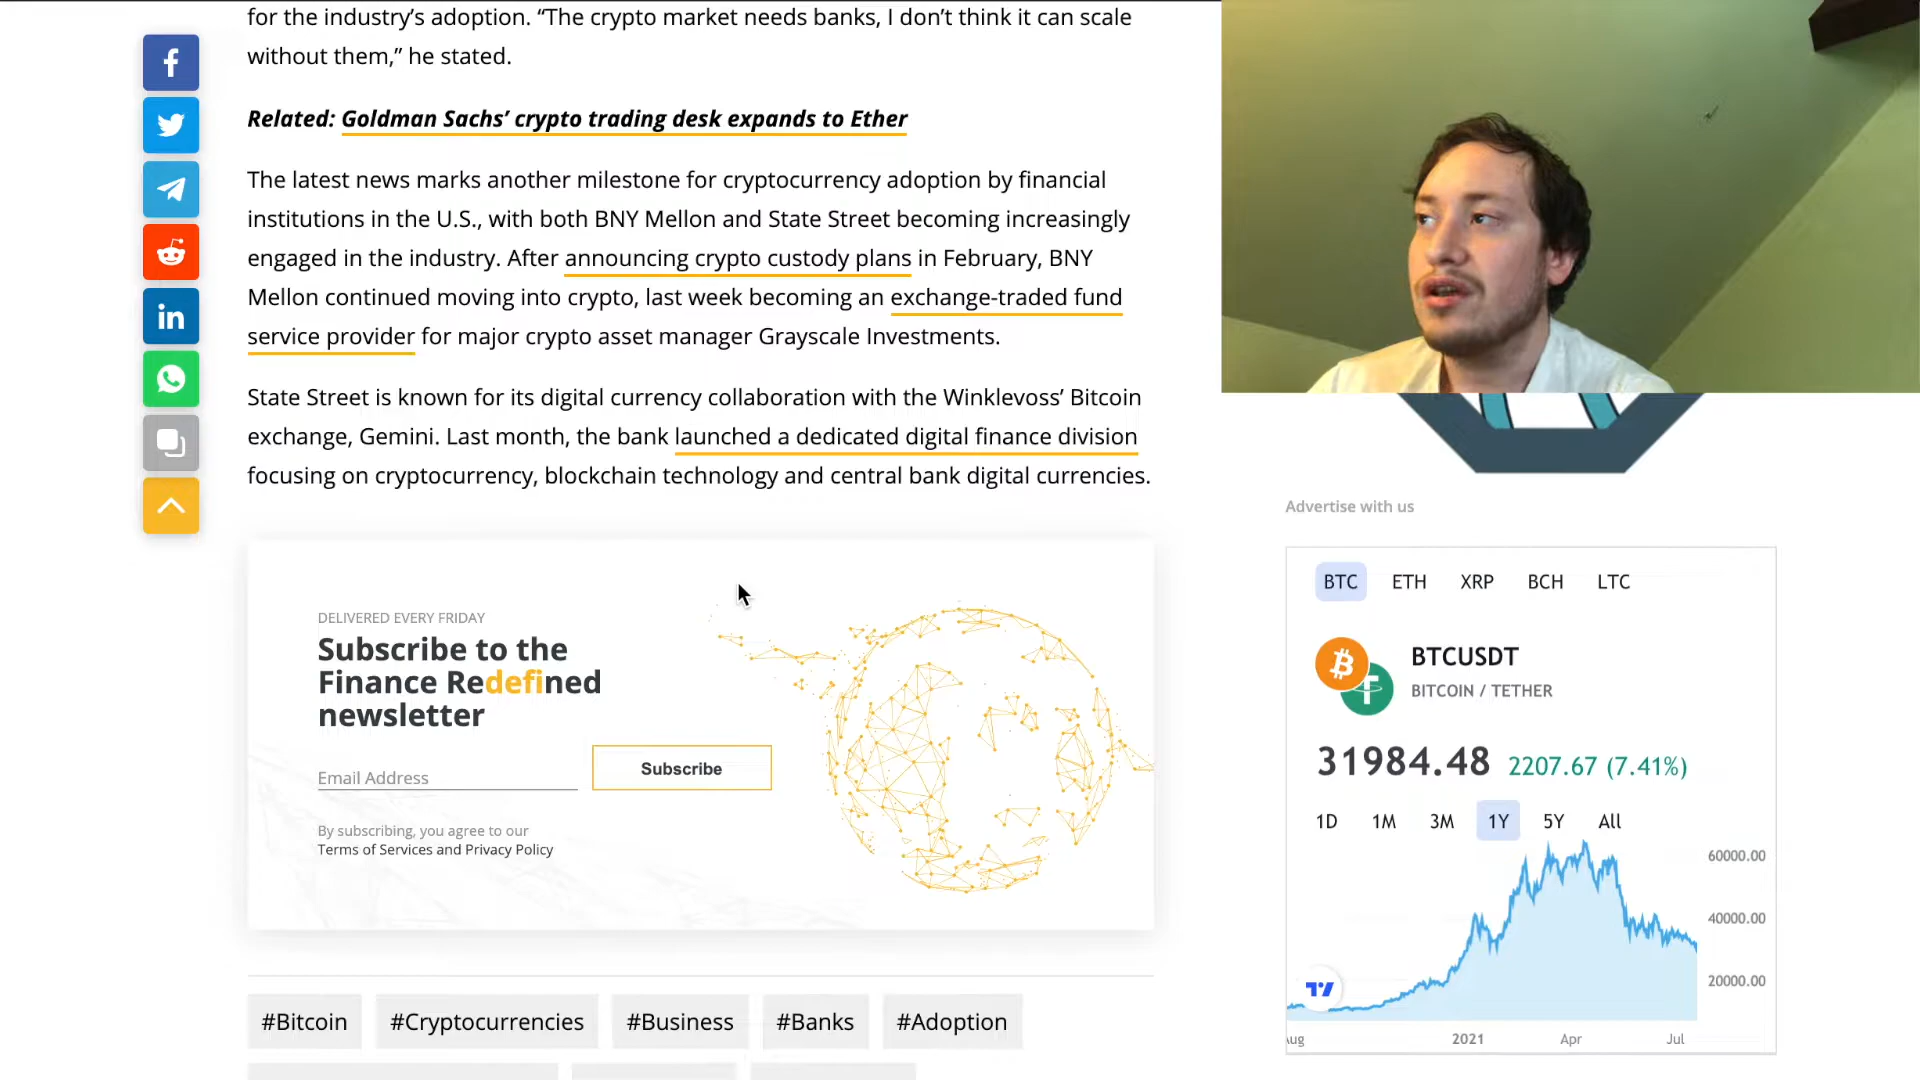 for the industry’s adoption. “The crypto market needs banks, I don’t think it can scale
without them,” he stated.
Related: Goldman Sachs’ crypto trading desk expands to Ether
The latest news marks another milestone for cryptocurrency adoption by financial
institutions in the U.S., with both BNY Mellon and State Street becoming increasingly
engaged in the industry. After announcing crypto custody plans in February, BNY
Mellon continued moving into crypto, last week becoming an exchange-traded fund
service provider for major crypto asset manager Grayscale Investments.
State Street is known for its digital currency collaboration with the Winklevoss’ Bitcoin
exchange, Gemini. Last month, the bank launched a dedicated digital finance division
focusing on cryptocurrency, blockchain technology and central bank digital currencies.
DELIVERED EVERY FRIDAY
Subscribe to the
Finance Redefined
newsletter
Email Address
Subscribe
By subscribing, you agree to our
Terms of Services and Privacy Policy
#Bitcoin #Cryptocurrencies #Business #Banks #Adoption
Advertise with us
BTC ETH XRP BCH LTC
BTCUSDT
BITCOIN / TETHER
31984.48 2207.67 (7.41%)
1D 1M 3M 1Y 5Y All
60000.00
40000.00
20000.00
ug 2021 Apr Jul